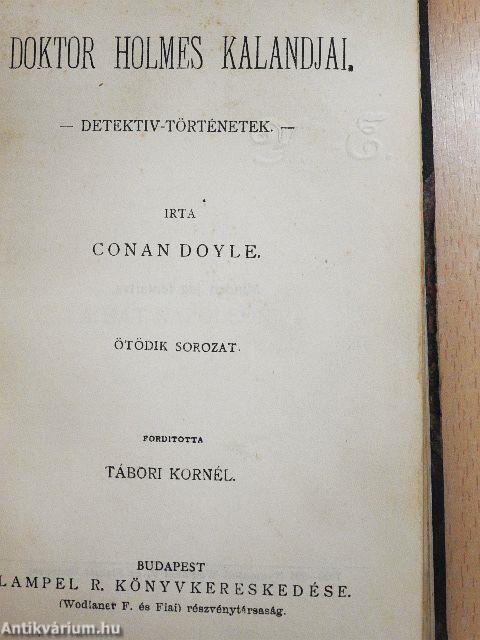 DOKTOR HOLMES KALANDJAI.
— DETEKTIV-TÖRTÉNETEK. —
IRTA
CONAN DOYLE.
ÖTÖDIK SOROZAT.
FORDITOTTA
TÁBORI KORNÉL.
BUDAPEST
LAMPEL R. KÖNYVKERESKEDÉSE.
(Wodianer F. és Fiai) részvénytársaság.
Antikvárium.hu